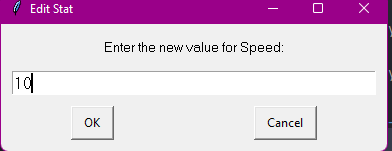 Edit Stat
Enter the new value for Speed:
10
OK
Cancel